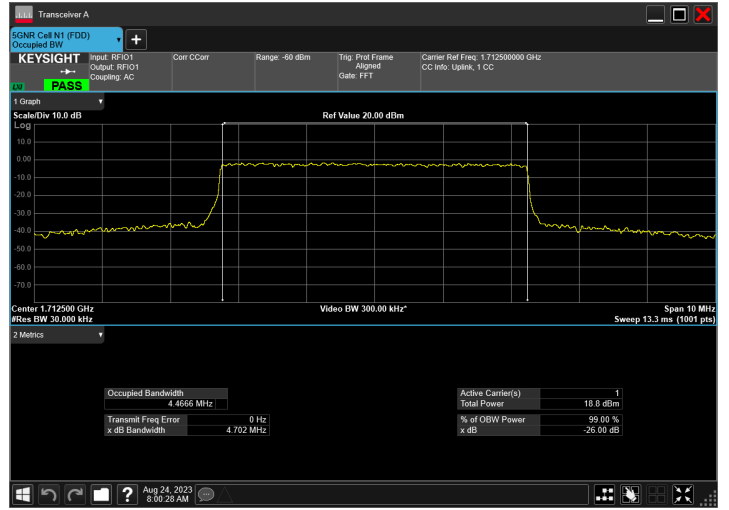 Transceiver A
5GNR Cell N1 (FDD)
Occupied BW
KEYSIGHT
Input: RFIO1
Output: RFIO1
Coupling: AC
Corr CCorr
Range: -60 dBm
Trig: Prot Frame
Aligned
Gate: FFT
Carrier Ref Freq: 1.712500000 GHz
CC Info: Uplink, 1 CC
LXI
PASS
1 Graph
Scale/Div 10.0 dB
Ref Value 20.00 dBm
Log
10.0
0.00
-10.0
-20.0
-30.0
-40.0
-50.0
-60.0
-70.0
Center 1.712500 GHz
Video BW 300.00 kHz*
Span 10 MHz
#Res BW 30.000 kHz
Sweep 13.3 ms (1001 pts)
2 Metrics
Occupied Bandwidth
4.4666 MHz
Active Carrier(s) 1
Total Power 18.8 dBm
Transmit Freq Error 0 Hz
x dB Bandwidth 4.702 MHz
% of OBW Power 99.00 %
x dB -26.00 dB
Aug 24, 2023
8:00:28 AM